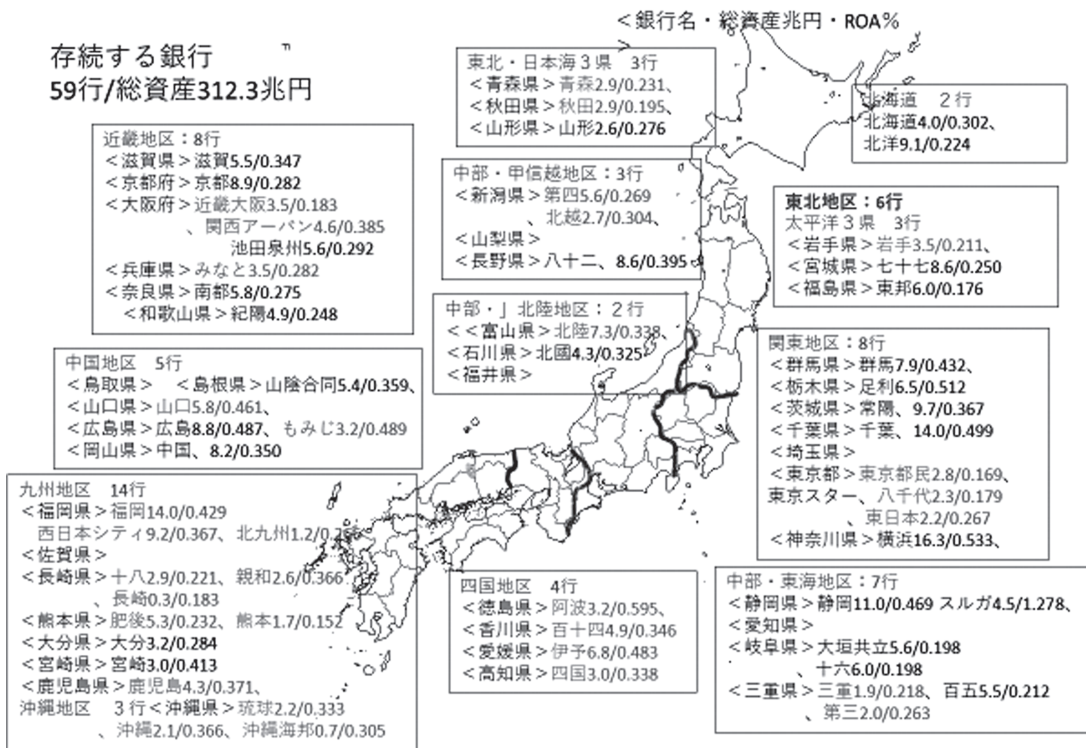 存続する銀行
59行/総資産312.3兆円
<銀行名・総資産兆円・ROA%
>
東北・日本海3県 3行
<青森県>青森2.9/0.231、
<秋田県>秋田2.9/0.195、
<山形県>山形2.6/0.276
北海道 2行
北海道4.0/0.302、
北洋9.1/0.224
近畿地区:8行
<滋賀県>滋賀5.5/0.347
<京都府>京都8.9/0.282
<大阪府>近畿大阪3.5/0.183
、関西アーバン4.6/0.385
池田泉州5.6/0.292
<兵庫県>みなと3.5/0.282
<奈良県>南都5.8/0.275
<和歌山県>紀陽4.9/0.248
中部・甲信越地区:3行
<新潟県>第四5.6/0.269
、北越2.7/0.304、
<山梨県>
<長野県>八十二、8.6/0.395
東北地区:6行
太平洋3県 3行
<岩手県>岩手3.5/0.211、
<宮城県>七十七8.6/0.250
<福島県>東邦6.0/0.176
中部・」北陸地区:2行
<<富山県>北陸7.3/0.338、
<石川県>北國4.3/0.325
<福井県>
関東地区:8行
<群馬県>群馬7.9/0.432、
<栃木県>足利6.5/0.512
<茨城県>常陽、9.7/0.367
<千葉県>千葉、14.0/0.499
<埼玉県>
<東京都>東京都民2.8/0.169、
東京スター、八千代2.3/0.179
、東日本2.2/0.267
<神奈川県>横浜16.3/0.533、
中国地区 5行
<鳥取県> <島根県>山陰合同5.4/0.359、
<山口県>山口5.8/0.461、
<広島県>広島8.8/0.487、もみじ3.2/0.489
<岡山県>中国、8.2/0.350
九州地区 14行
<福岡県>福岡14.0/0.429
西日本シティ9.2/0.367、北九州1.2/
<佐賀県>
<長崎県>十八2.9/0.221、親和2.6/0.366
、長崎0.3/0.183
<熊本県>肥後5.3/0.232、熊本1.7/0.152
<大分県>大分3.2/0.284
<宮崎県>宮崎3.0/0.413
<鹿児島県>鹿児島4.3/0.371、
沖縄地区 3行<沖縄県>琉球2.2/0.333
、沖縄2.1/0.366、沖縄海邦0.7/0.305
四国地区 4行
<徳島県>阿波3.2/0.595、
<香川県>百十四4.9/0.346
<愛媛県>伊予6.8/0.483
<高知県>四国3.0/0.338
中部・東海地区:7行
<静岡県>静岡11.0/0.469 スルガ4.5/1.278、
<愛知県>
<岐阜県>大垣共立5.6/0.198
、十六6.0/0.198
<三重県>三重1.9/0.218、百五5.5/0.212
、第三2.0/0.263